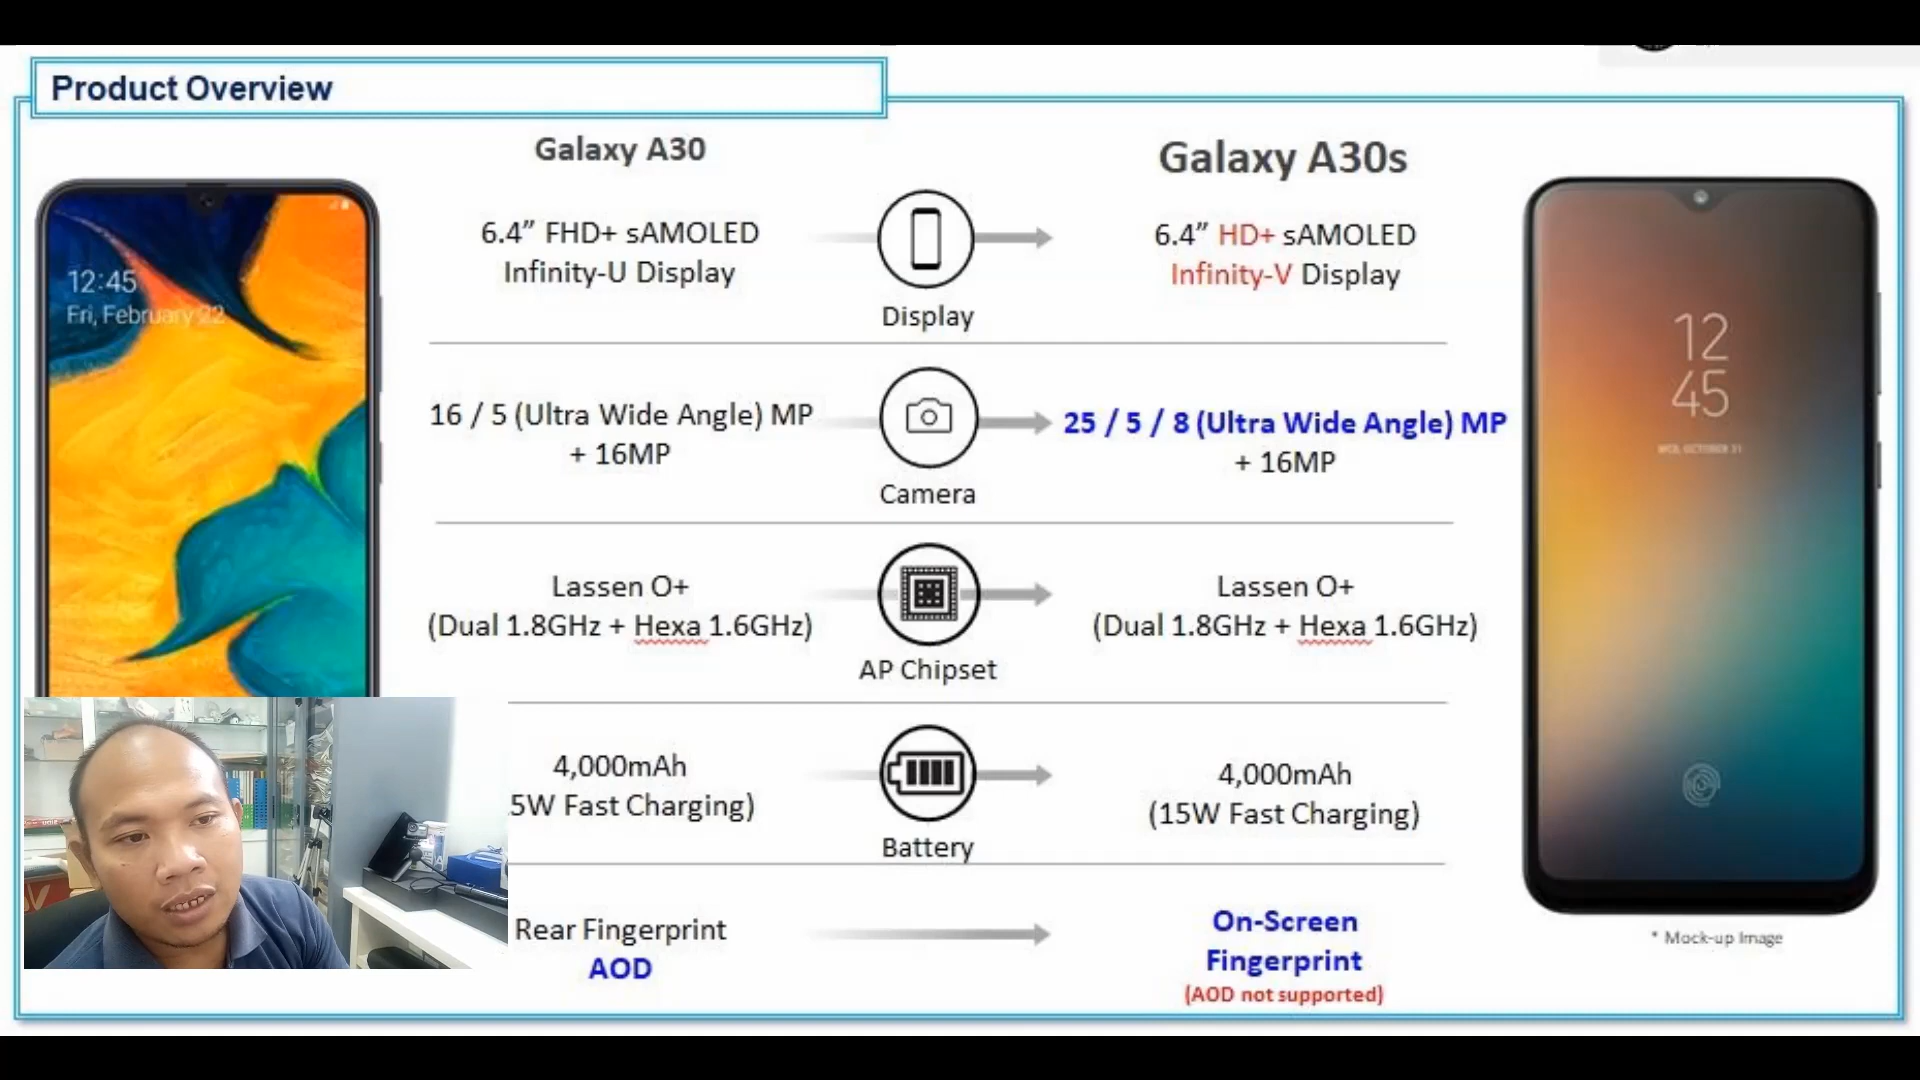 Product Overview
Galaxy A30
Galaxy A30s
12:45
Fri, February 22
6.4” FHD+ sAMOLED
Infinity-U Display
Display
6.4” HD+ sAMOLED
Infinity-V Display
12
45
WED, OCTOBER 31
16 / 5 (Ultra Wide Angle) MP
+ 16MP
Camera
25 / 5 / 8 (Ultra Wide Angle) MP
+ 16MP
Lassen O+
(Dual 1.8GHz + Hexa 1.6GHz)
AP Chipset
Lassen O+
(Dual 1.8GHz + Hexa 1.6GHz)
4,000mAh
5W Fast Charging)
Battery
4,000mAh
(15W Fast Charging)
Rear Fingerprint
AOD
On-Screen
Fingerprint
(AOD not supported)
* Mock-up Image